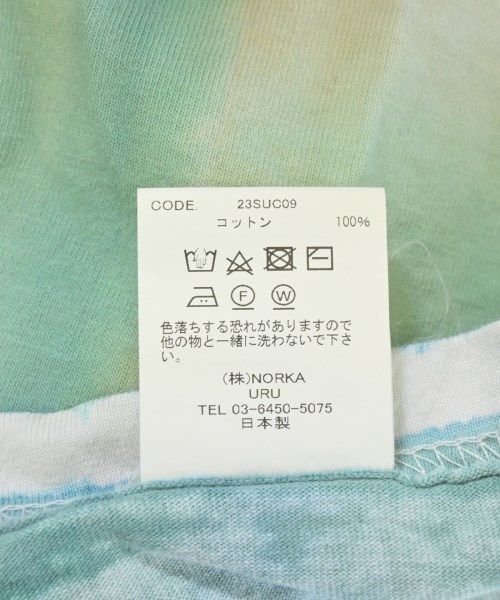 CODE. 23SUC09
コットン 100%
F W
色落ちする恐れがありますので
他の物と一緒に洗わないで下さ
い。
(株)NORKA
URU
TEL 03-6450-5075
日本製